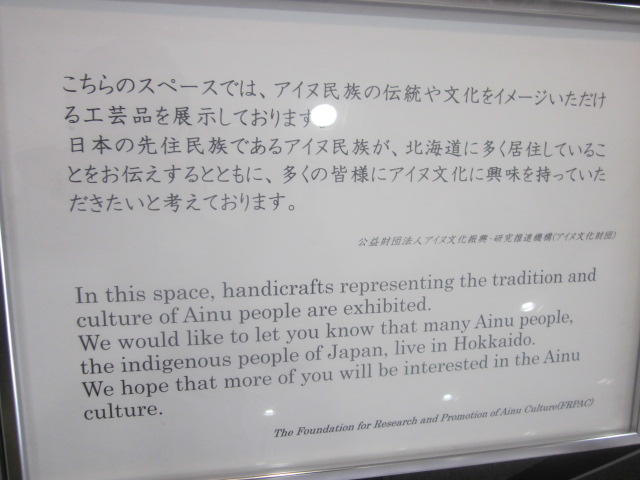 こちらのスペースでは、アイヌ民族の伝統や文化をイメージいただけ
る工芸品を展示しております。
日本の先住民族であるアイヌ民族が、北海道に多く居住しているこ
とをお伝えするとともに、多くの皆様にアイヌ文化に興味を持っていた
だきたいと考えております。
公益財団法人アイヌ文化振興・研究推進機構(アイヌ文化財団)
In this space, handicrafts representing the tradition and
culture of Ainu people are exhibited.
We would like to let you know that many Ainu people,
the indigenous people of Japan, live in Hokkaido.
We hope that more of you will be interested in the Ainu
culture.
The Foundation for Research and Promotion of Ainu Culture(FRPAC)